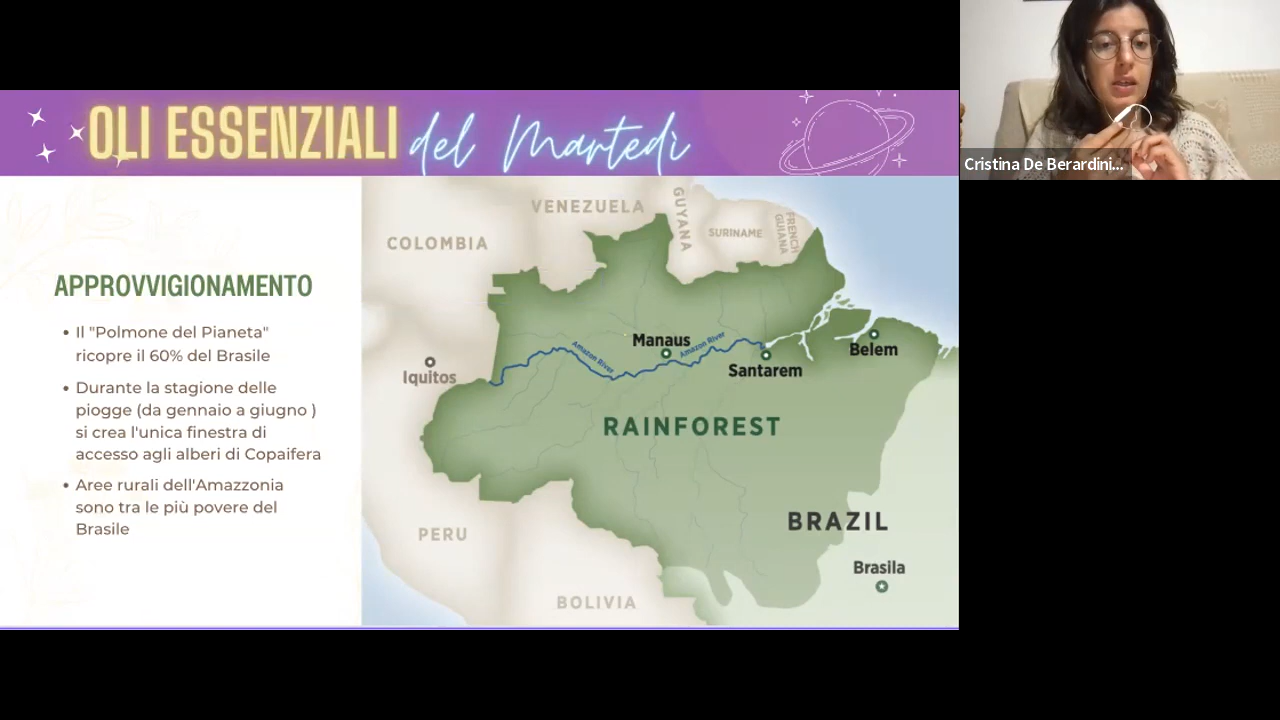 OLI ESSENZIALI del Martedì
Cristina De Berardini...
APPROVVIGIONAMENTO
• Il "Polmone del Pianeta"
ricopre il 60% del Brasile
• Durante la stagione delle
piogge (da gennaio a giugno )
si crea l'unica finestra di
accesso agli alberi di Copaifera
• Aree rurali dell'Amazzonia
sono tra le più povere del
Brasile
VENEZUELA
GUYANA
SURINAME
FRENCH
GUIANA
COLOMBIA
Manaus
Amazon River
Amazon River
Belem
Iquitos
Santarem
RAINFOREST
BRAZIL
PERU
Brasila
BOLIVIA